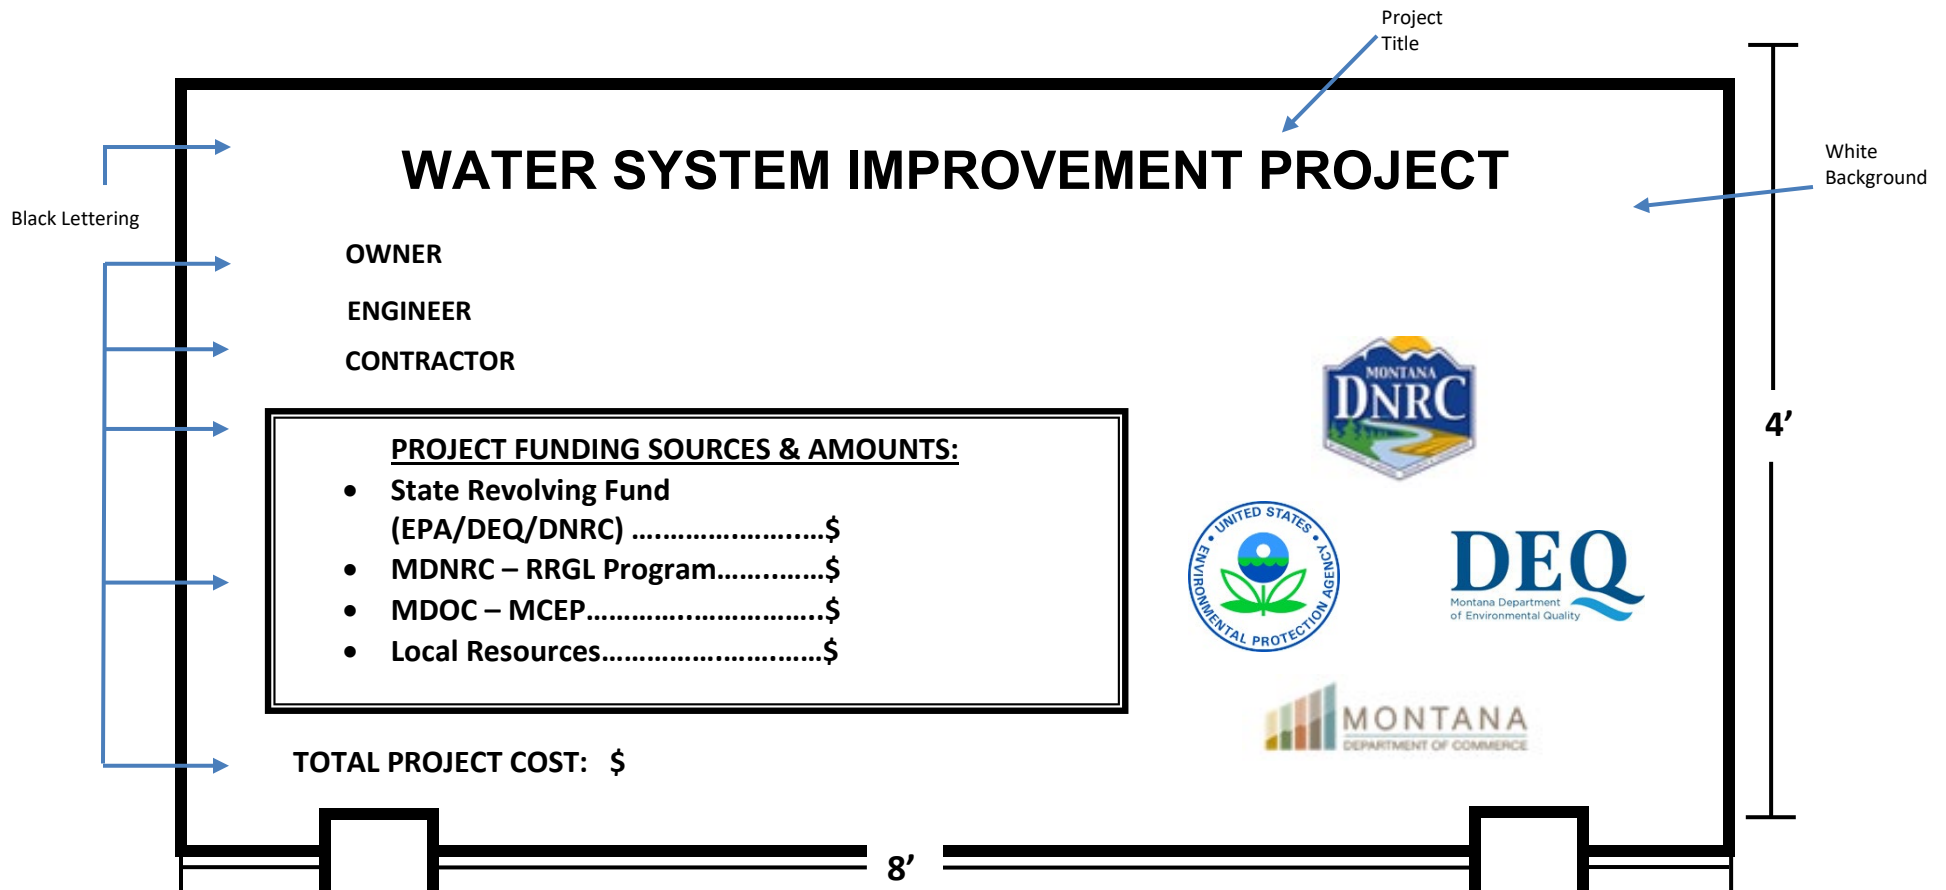 Project
Title
White
Background
WATER SYSTEM IMPROVEMENT PROJECT
Black Lettering
OWNER
ENGINEER
CONTRACTOR
MONTANA
DNRC
4’
PROJECT FUNDING SOURCES & AMOUNTS:
• State Revolving Fund
(EPA/DEQ/DNRC) ….……….……..…$
• MDNRC – RRGL Program……..……$
• MDOC – MCEP…………..……………..$
• Local Resources…………….…….……$
UNITED STATES
ENVIRONMENTAL PROTECTION AGENCY
DEQ
Montana Department
of Environmental Quality
MONTANA
DEPARTMENT OF COMMERCE
TOTAL PROJECT COST: $
8’